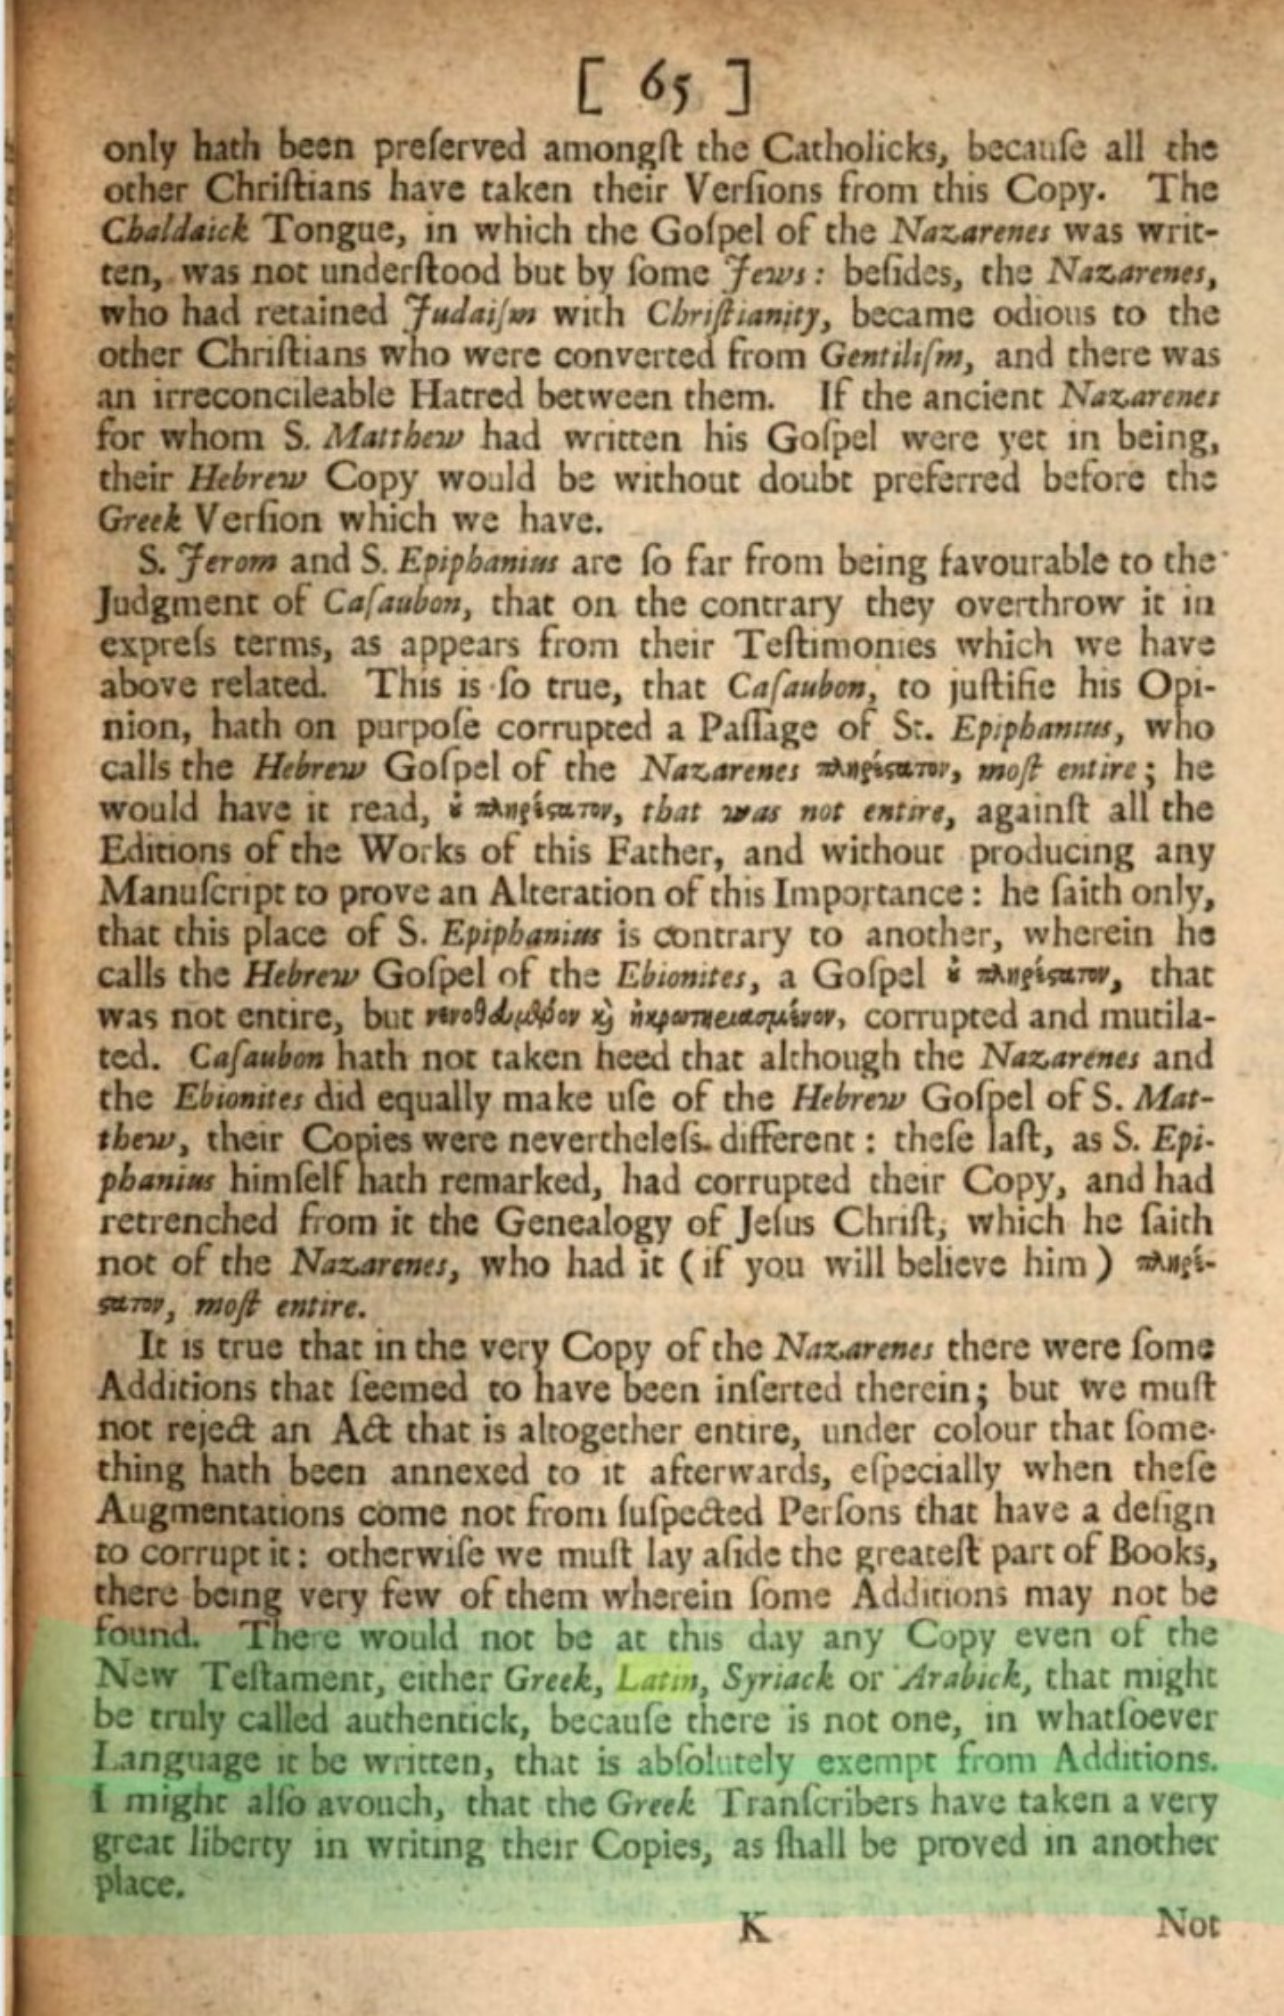 [ 65 ]
only hath been preſerved amongſt the Catholicks, becauſe all the
other Chriſtians have taken their Verſions from this Copy. The
Chaldaick Tongue, in which the Goſpel of the Nazarenes was writ-
ten, was not underſtood but by ſome Jews: beſides, the Nazarenes,
who had retained Judaiſm with Chriſtianity, became odious to the
other Chriſtians who were converted from Gentiliſm, and there was
an irreconcileable Hatred between them. If the ancient Nazarenes
for whom S. Matthew had written his Goſpel were yet in being,
their Hebrew Copy would be without doubt preferred before the
Greek Verſion which we have.
S. Jerom and S. Epiphanius are ſo far from being favourable to the
Judgment of Caſaubon, that on the contrary they overthrow it in
expreſs terms, as appears from their Teſtimonies which we have
above related. This is ſo true, that Caſaubon, to juſtifie his Opi-
nion, hath on purpoſe corrupted a Paſſage of St. Epiphanius, who
calls the Hebrew Goſpel of the Nazarenes πληρέϛατον, moſt entire; he
would have it read, ȣ̓ πληρέϛατον, that was not entire, againſt all the
Editions of the Works of this Father, and without producing any
Manuſcript to prove an Alteration of this Importance: he ſaith only,
that this place of S. Epiphanius is contrary to another, wherein he
calls the Hebrew Goſpel of the Ebionites, a Goſpel ȣ̓ πληρέϛατον, that
was not entire, but νενοθευμένον ϗ̀ ἠκρωτηριασμένον, corrupted and mutila-
ted. Caſaubon hath not taken heed that although the Nazarenes and
the Ebionites did equally make uſe of the Hebrew Goſpel of S. Mat-
thew, their Copies were nevertheleſs different: theſe laſt, as S. Epi-
phanius himſelf hath remarked, had corrupted their Copy, and had
retrenched from it the Genealogy of Jeſus Chriſt, which he ſaith
not of the Nazarenes, who had it (if you will believe him) πληρέ-
ϛατον, moſt entire.
It is true that in the very Copy of the Nazarenes there were ſome
Additions that ſeemed to have been inſerted therein; but we muſt
not reject an Act that is altogether entire, under colour that ſome-
thing hath been annexed to it afterwards, eſpecially when theſe
Augmentations come not from ſuſpected Perſons that have a deſign
to corrupt it: otherwiſe we muſt lay aſide the greateſt part of Books,
there being very few of them wherein ſome Additions may not be
found. There would not be at this day any Copy even of the
New Teſtament, either Greek, Latin, Syriack or Arabick, that might
be truly called authentick, becauſe there is not one, in whatſoever
Language it be written, that is abſolutely exempt from Additions.
I might alſo avouch, that the Greek Tranſcribers have taken a very
great liberty in writing their Copies, as ſhall be proved in another
place.
K Not